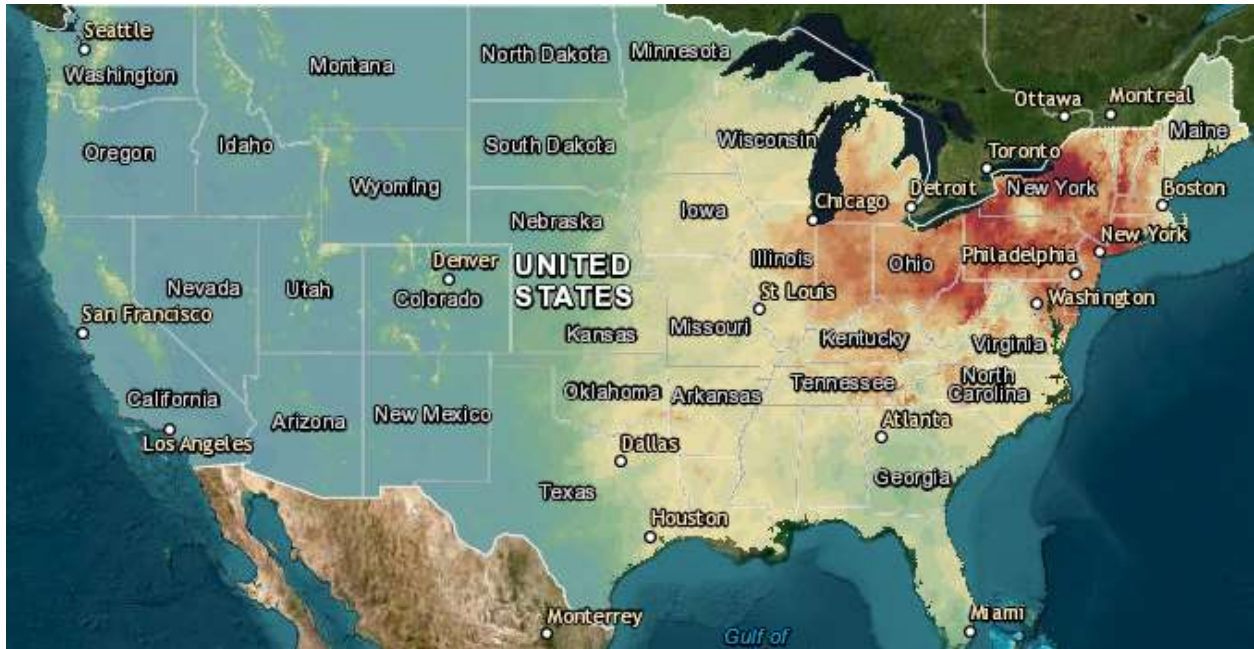 Seattle
Washington
Montana
North Dakota
Minnesota
Ottawa
Montreal
Maine
Oregon
Idaho
South Dakota
Wisconsin
Toronto
Wyoming
New York
Detroit
Boston
Chicago
Nebraska
Iowa
New York
Denver
UNITED
STATES
Illinois
Ohio
Philadelphia
Nevada
Utah
Colorado
St Louis
Washington
San Francisco
Kansas
Missouri
Kentucky
Virginia
California
Arizona
New Mexico
Oklahoma
Arkansas
Tennessee
North
Carolina
Los Angeles
Dallas
Atlanta
Texas
Georgia
Houston
Monterrey
Miami
Gulf of